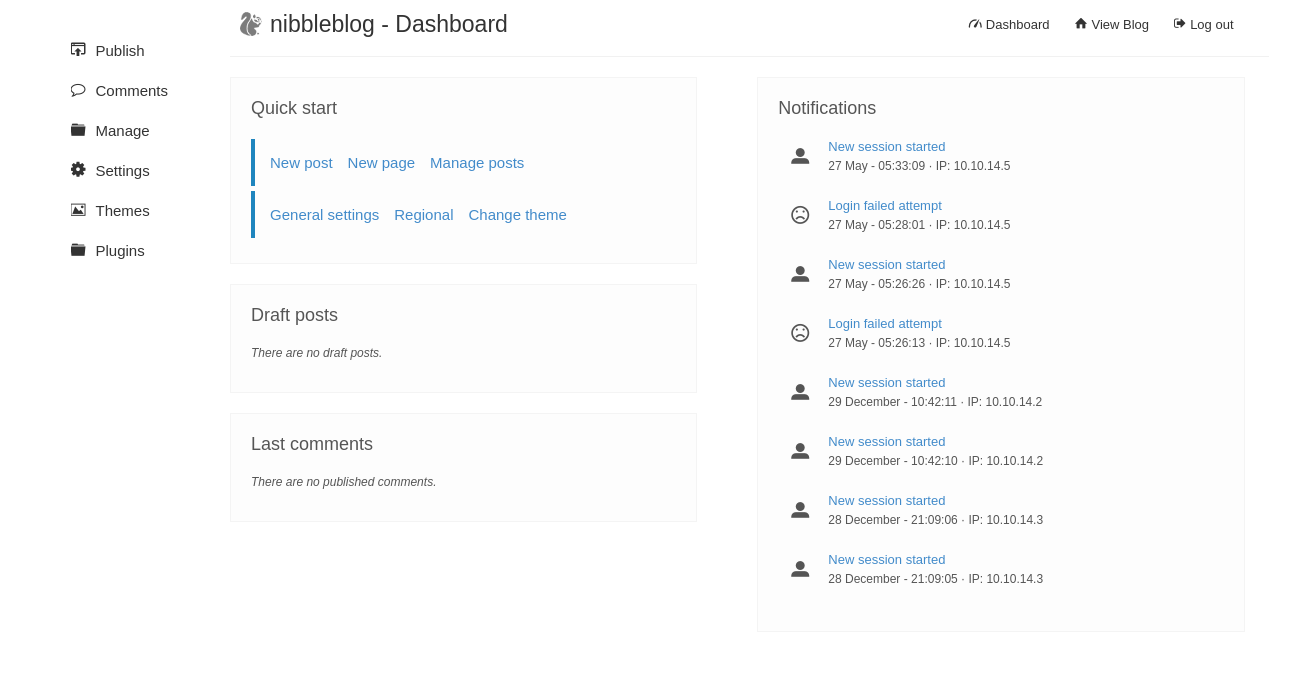 nibbleblog - Dashboard
Dashboard View Blog Log out
Publish
Comments
Manage
Settings
Themes
Plugins
Quick start
New post New page Manage posts
General settings Regional Change theme
Draft posts
There are no draft posts.
Last comments
There are no published comments.
Notifications
New session started
27 May - 05:33:09 · IP: 10.10.14.5
Login failed attempt
27 May - 05:28:01 · IP: 10.10.14.5
New session started
27 May - 05:26:26 · IP: 10.10.14.5
Login failed attempt
27 May - 05:26:13 · IP: 10.10.14.5
New session started
29 December - 10:42:11 · IP: 10.10.14.2
New session started
29 December - 10:42:10 · IP: 10.10.14.2
New session started
28 December - 21:09:06 · IP: 10.10.14.3
New session started
28 December - 21:09:05 · IP: 10.10.14.3